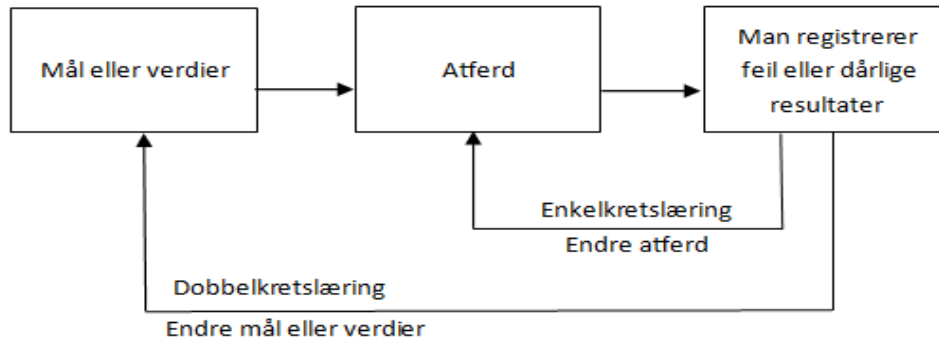 Mål eller verdier
Atferd
Man registrerer
feil eller dårlige
resultater
Enkelkretslæring
Endre atferd
Dobbelkretslæring
Endre mål eller verdier